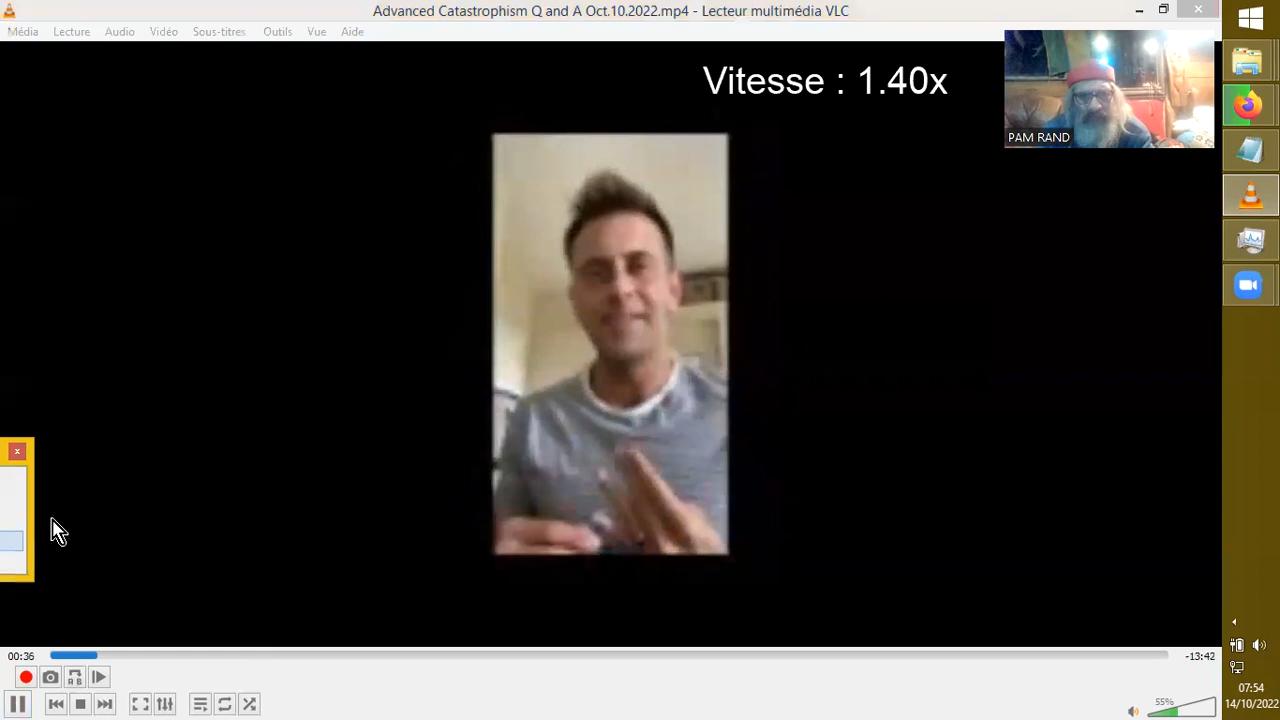 Advanced Catastrophism Q and A Oct.10.2022.mp4 - Lecteur multimédia VLC
Média Lecture Audio Vidéo Sous-titres Outils Vue Aide
Vitesse : 1.40x
PAM RAND
00:36
-13:42
A B
55%
07:54
14/10/2022